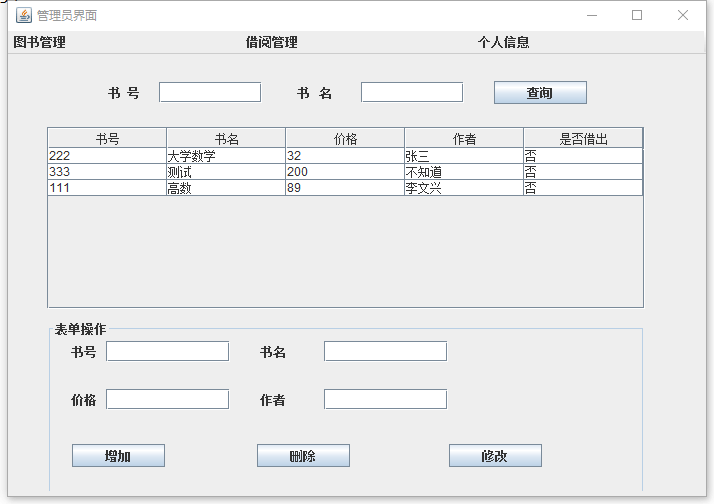 管理员界面
图书管理 借阅管理 个人信息
书 号 书 名 查询
书号 书名 价格 作者 是否借出
222 大学数学 32 张三 否
333 测试 200 不知道 否
111 高数 89 李文兴 否
表单操作
书号 书名
价格 作者
增加 删除 修改